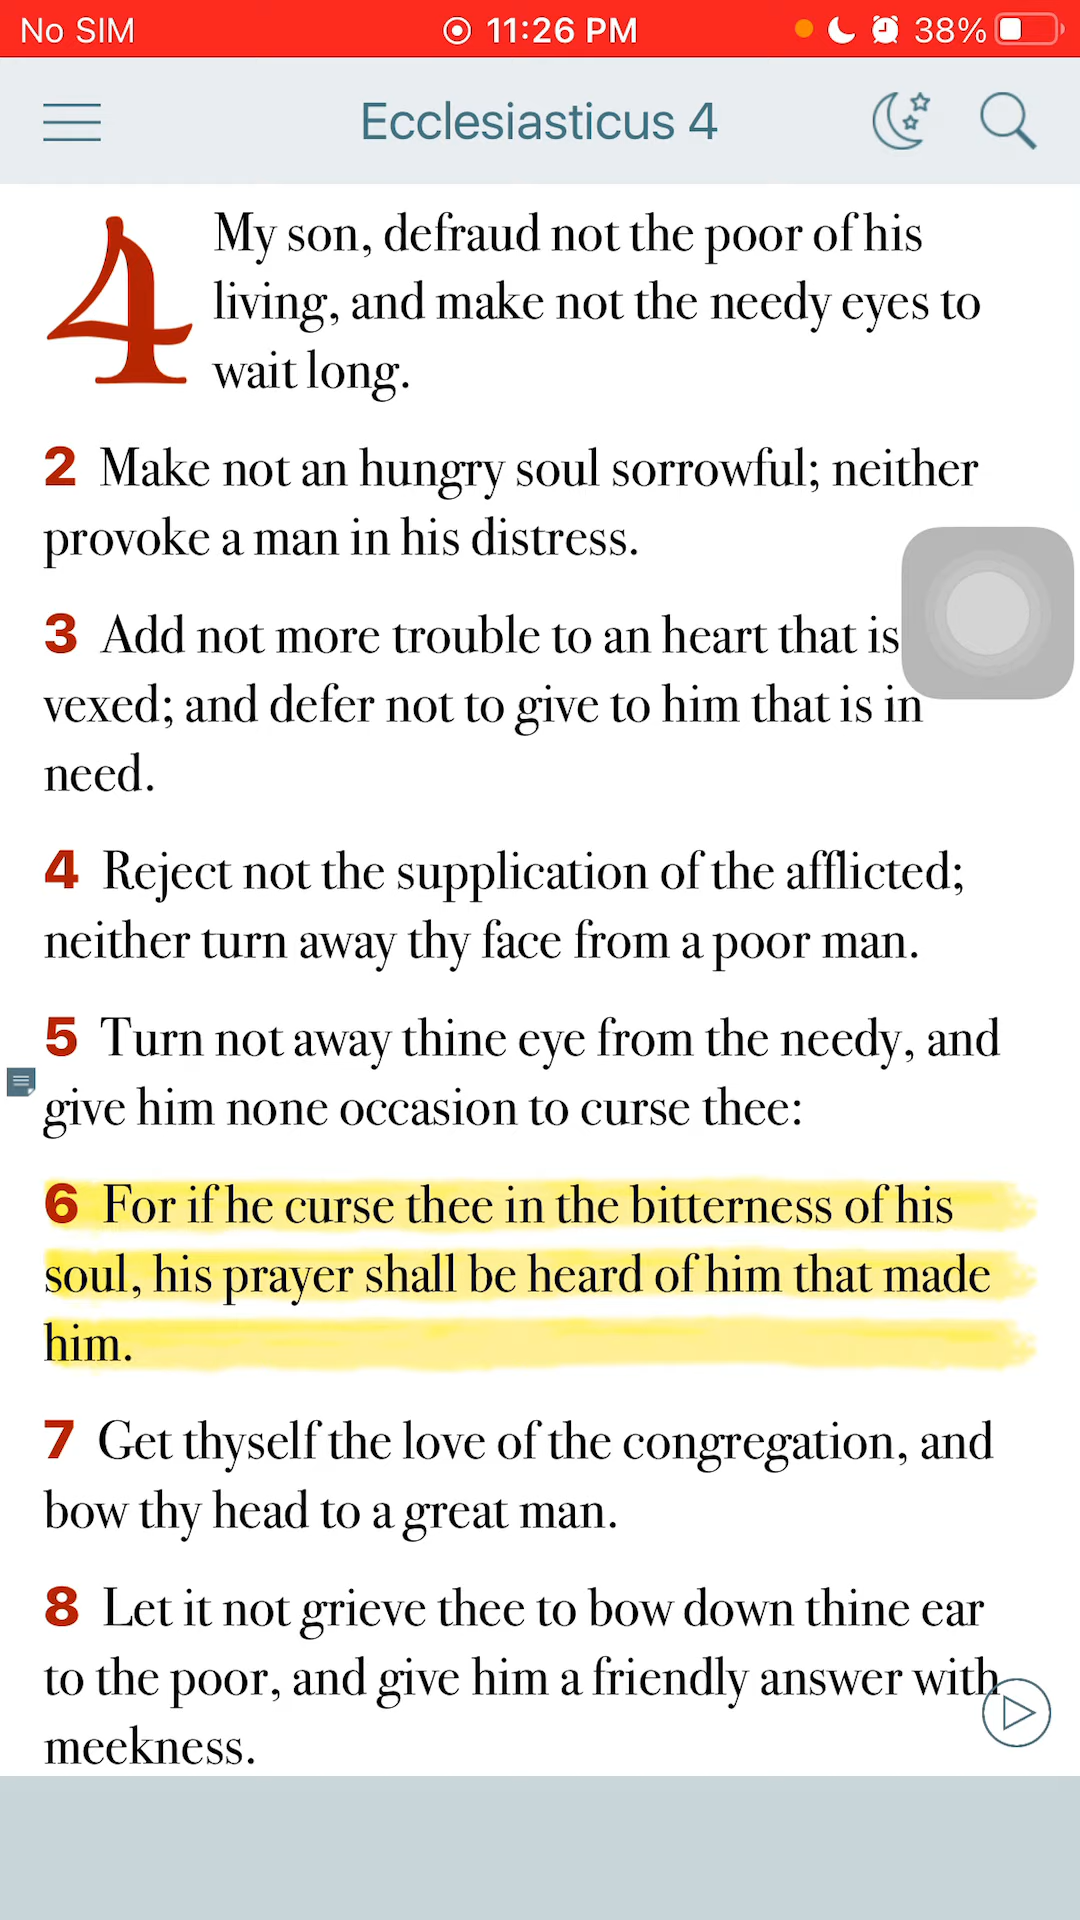 No SIM 11:26 PM 38%
Ecclesiasticus 4
4 My son, defraud not the poor of his
living, and make not the needy eyes to
wait long.
2 Make not an hungry soul sorrowful; neither
provoke a man in his distress.
3 Add not more trouble to an heart that is
vexed; and defer not to give to him that is in
need.
4 Reject not the supplication of the afflicted;
neither turn away thy face from a poor man.
5 Turn not away thine eye from the needy, and
give him none occasion to curse thee:
6 For if he curse thee in the bitterness of his
soul, his prayer shall be heard of him that made
him.
7 Get thyself the love of the congregation, and
bow thy head to a great man.
8 Let it not grieve thee to bow down thine ear
to the poor, and give him a friendly answer with
meekness.